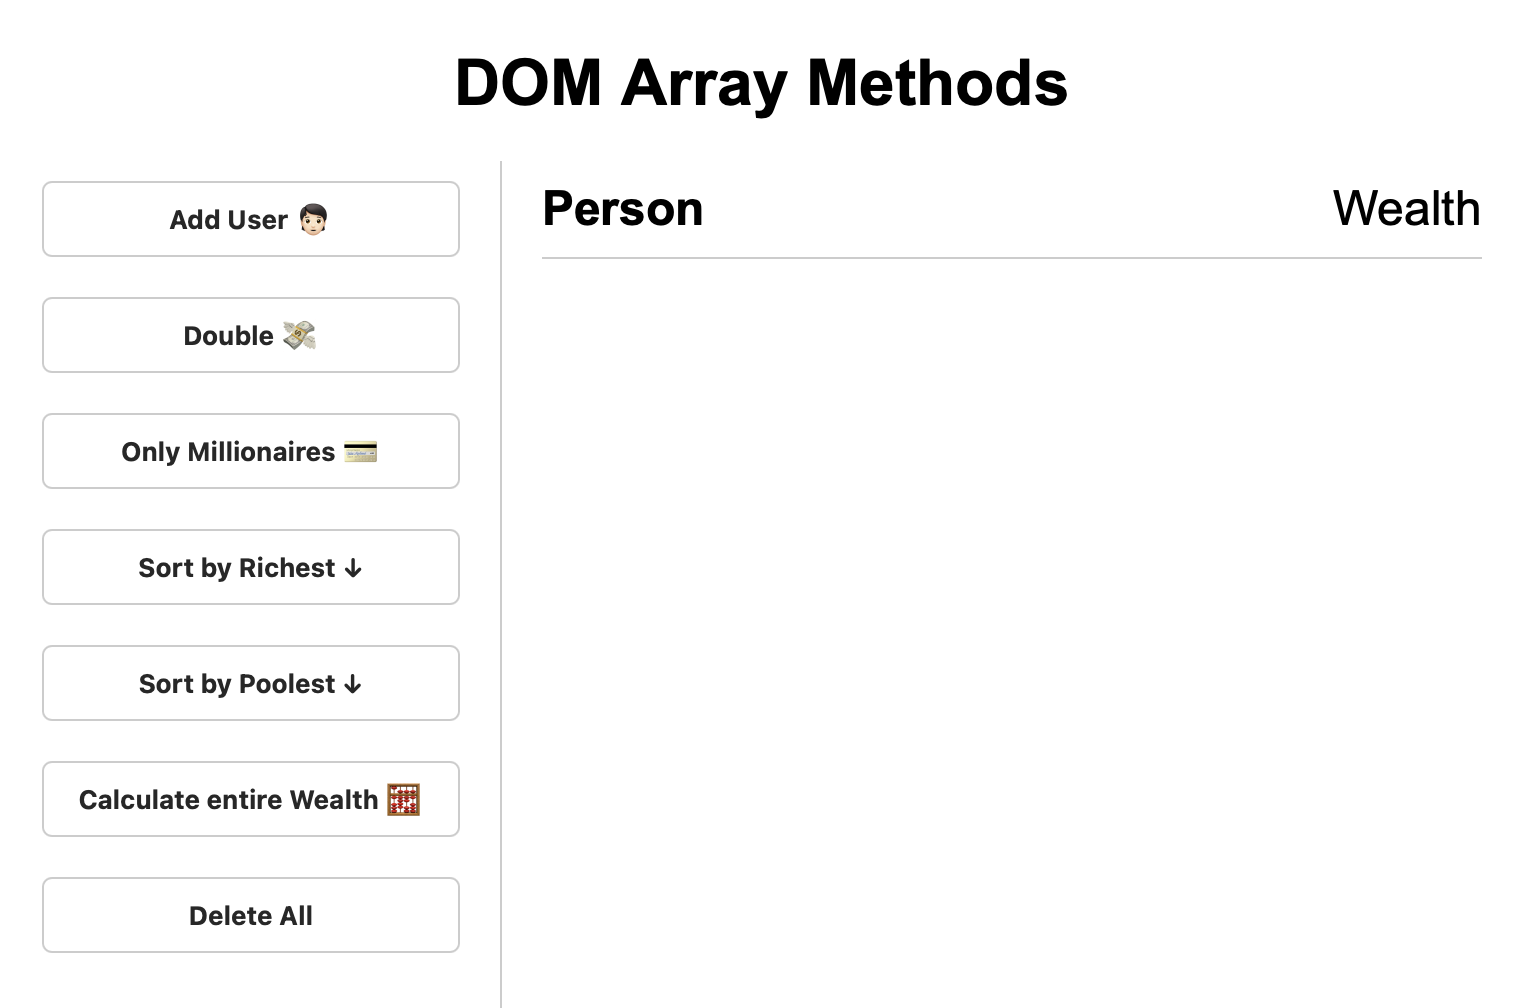 DOM Array Methods
Add User
Double
Only Millionaires
Sort by Richest ↓
Sort by Poolest ↓
Calculate entire Wealth
Delete All
Person Wealth